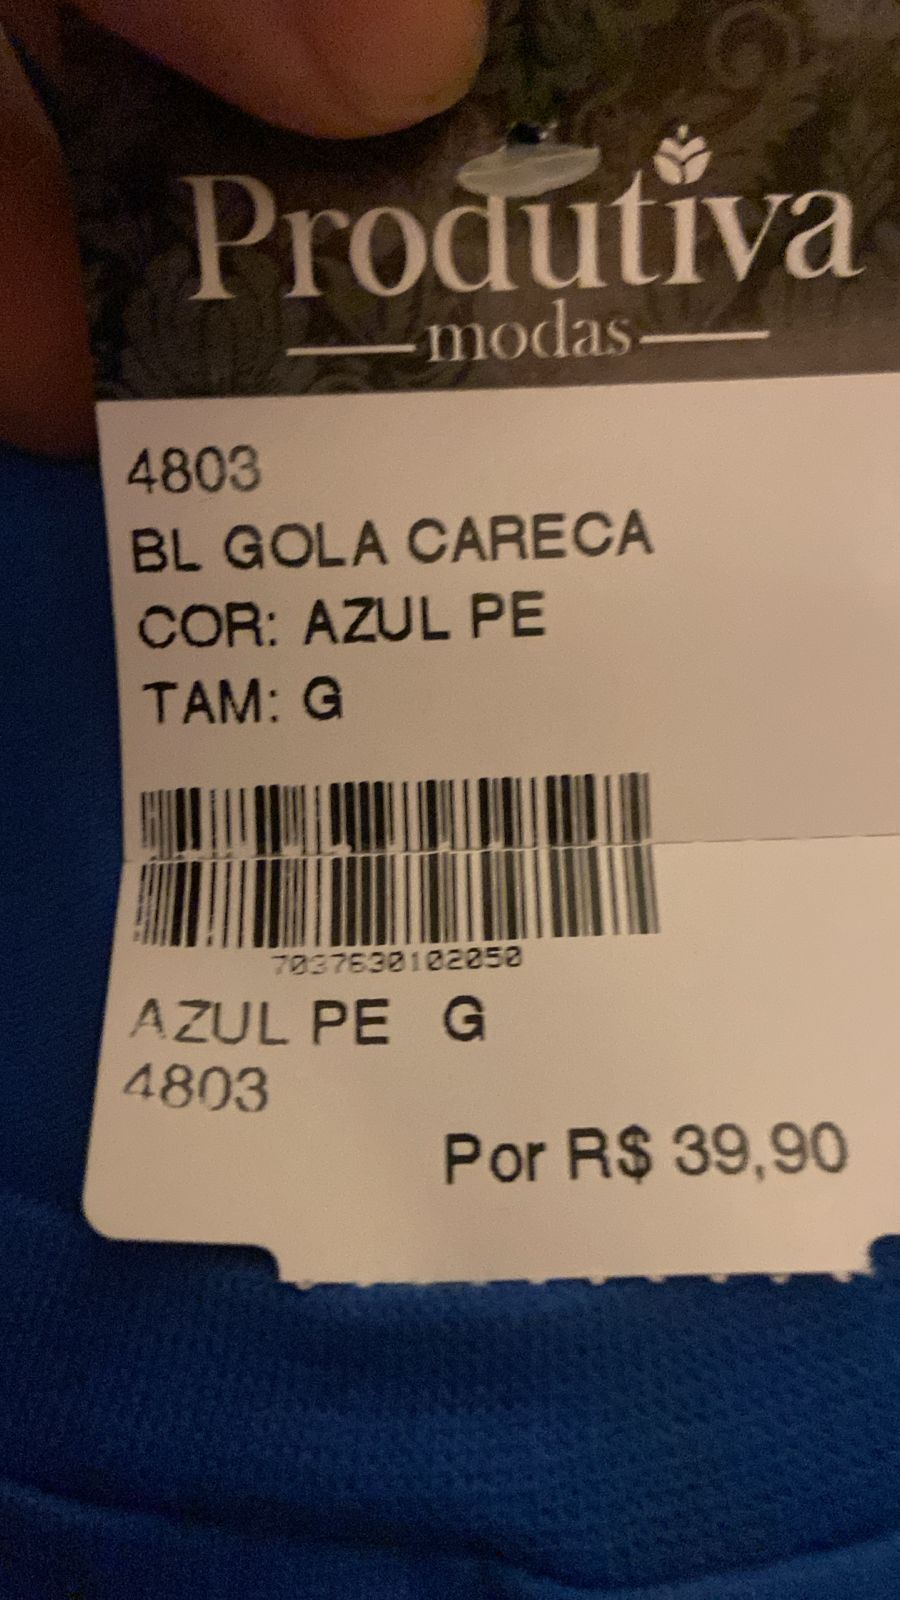 Produtiva
modas
4803
BL GOLA CARECA
COR: AZUL PE
TAM: G
7037630102050
AZUL PE G
4803
Por R$ 39,90